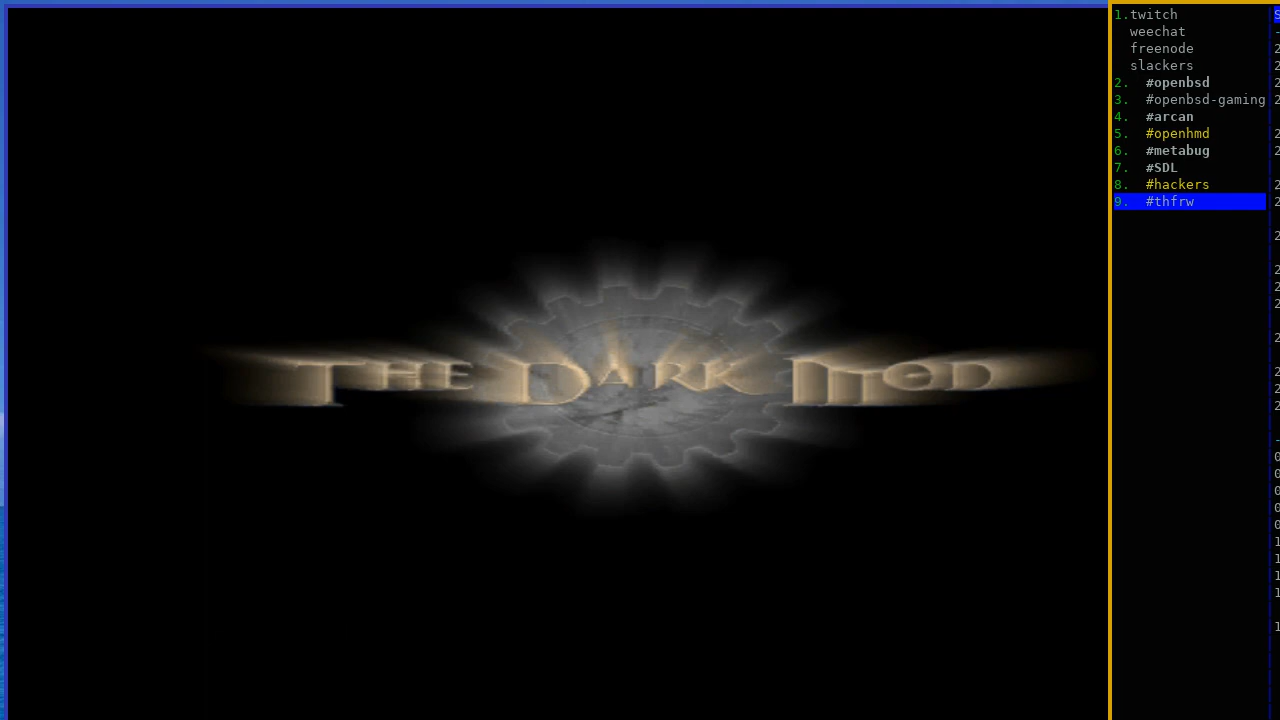 The Dark Mod
1.twitch
weechat
freenode
slackers
2. #openbsd
3. #openbsd-gaming
4. #arcan
5. #openhmd
6. #metabug
7. #SDL
8. #hackers
9. #thfrw